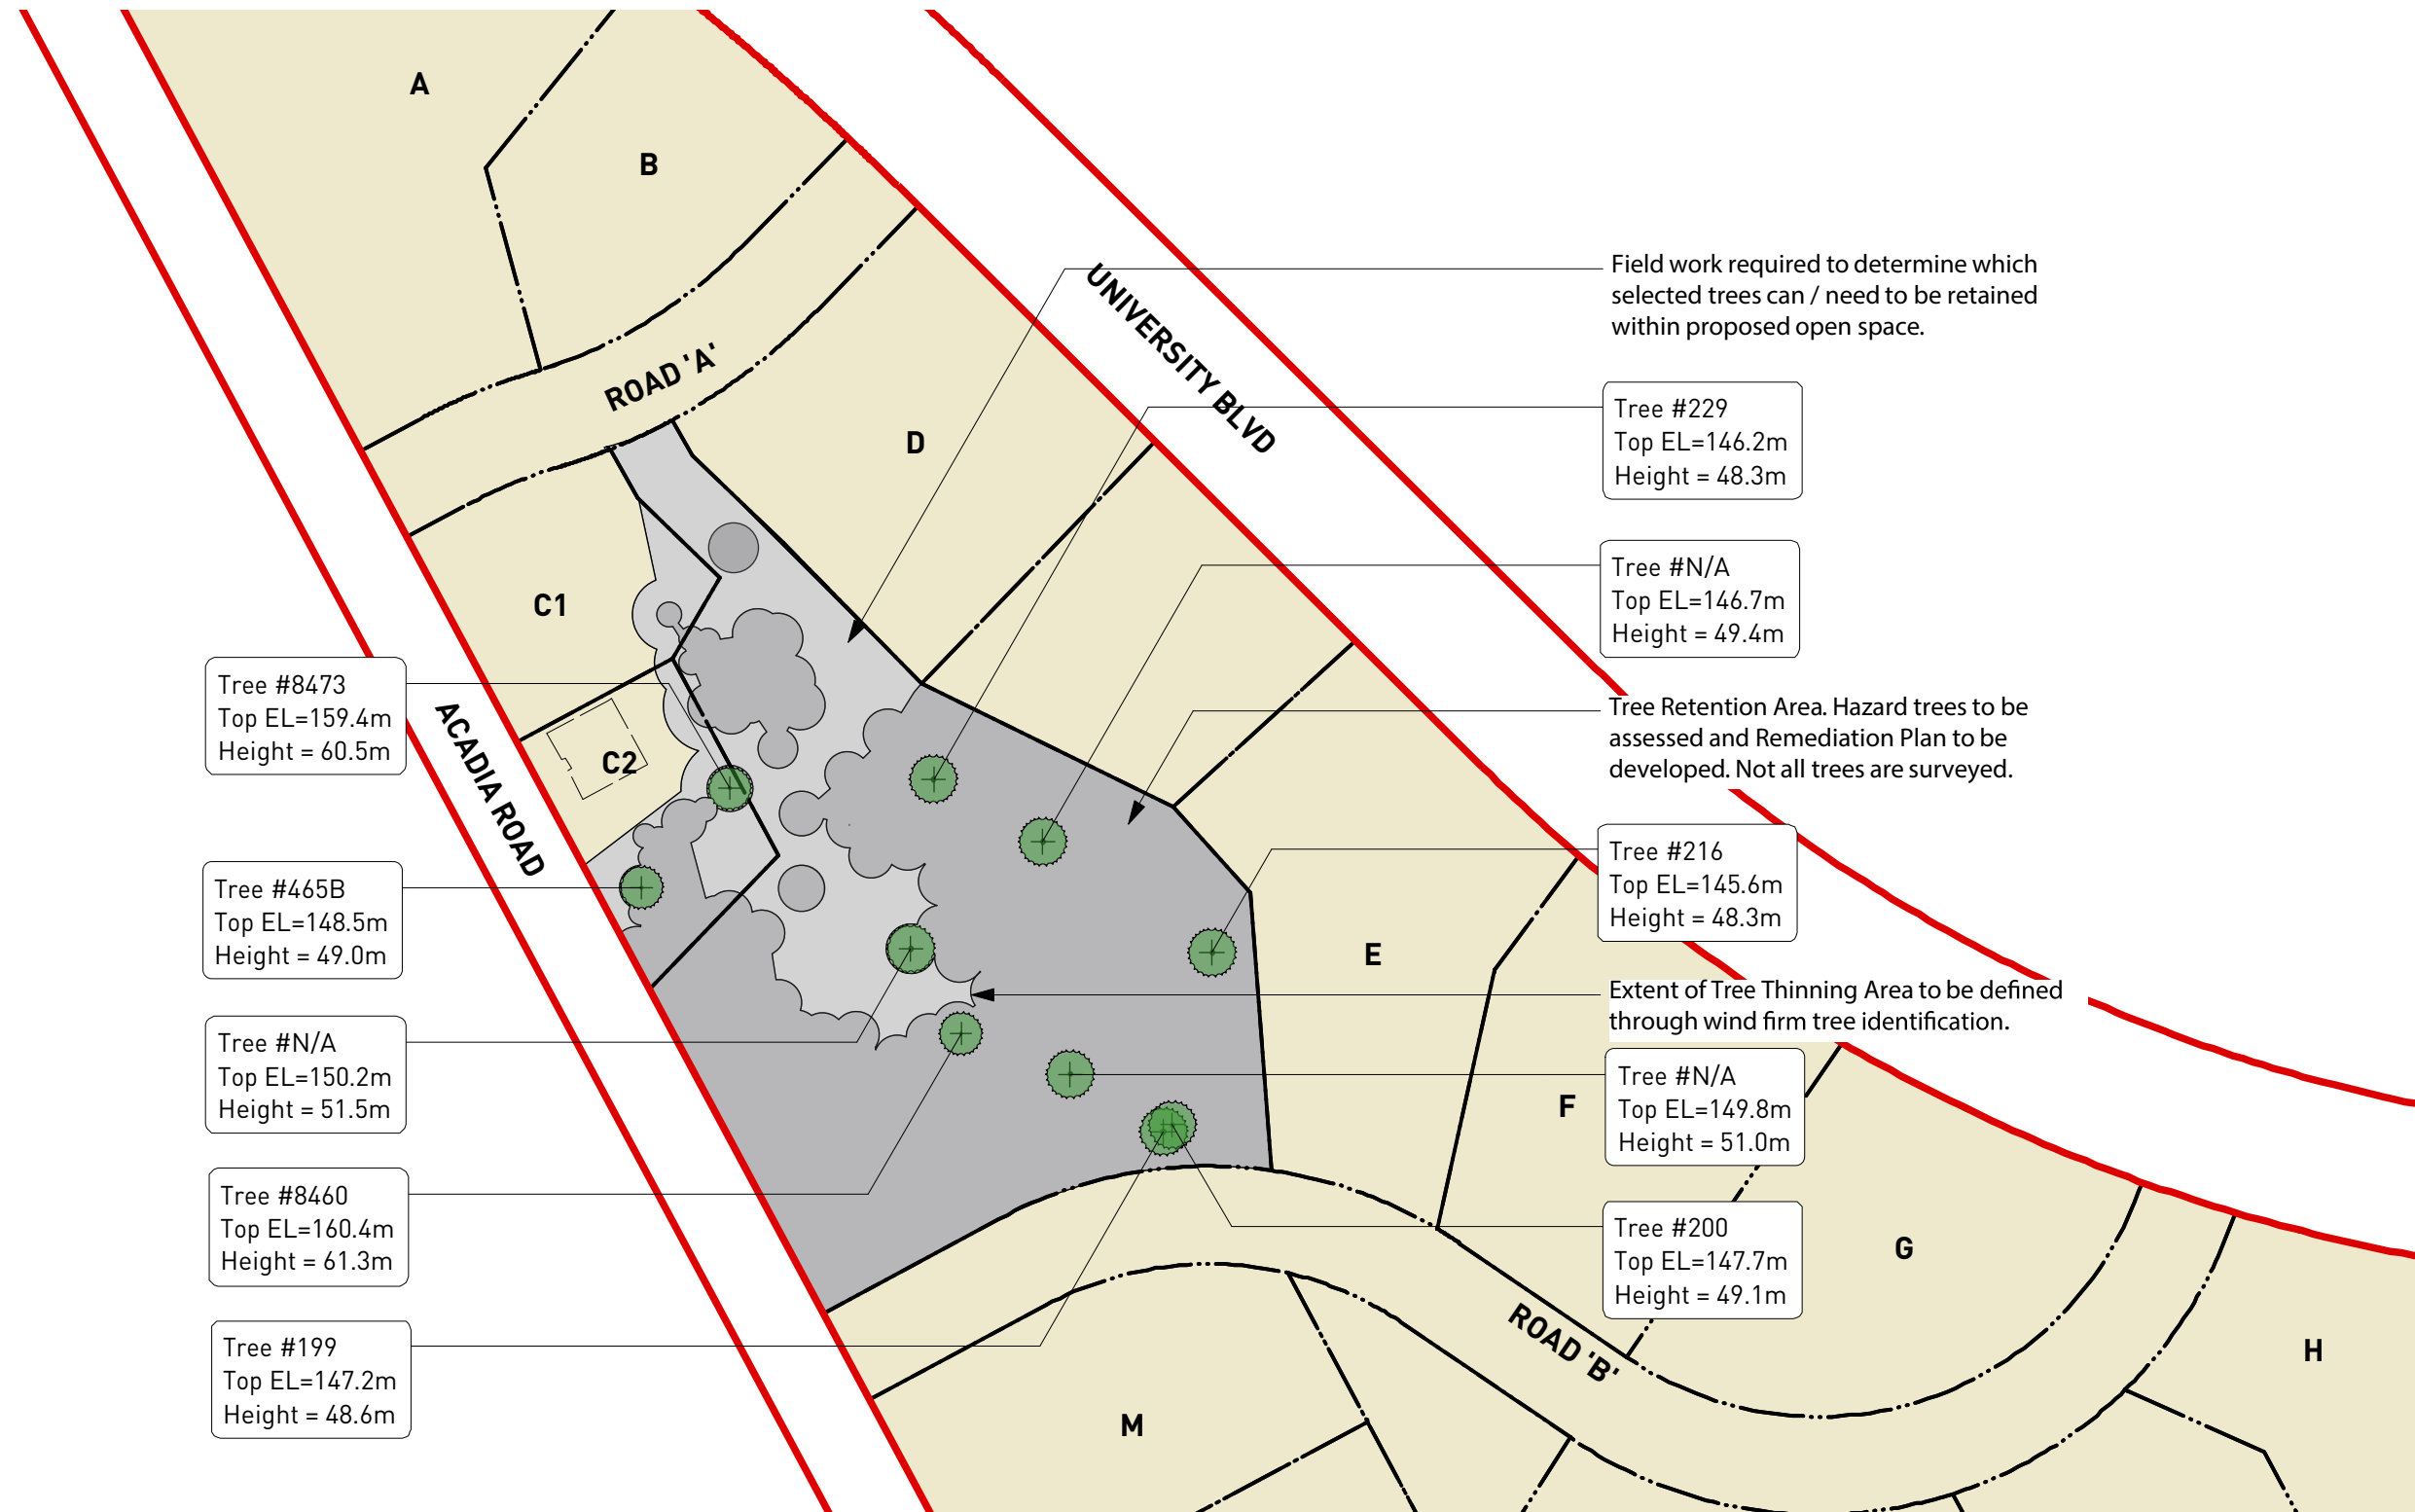 A
B
ROAD 'A'
D
UNIVERSITY BLVD
Field work required to determine which
selected trees can / need to be retained
within proposed open space.
Tree #229
Top EL=146.2m
Height = 48.3m
Tree #N/A
Top EL=146.7m
Height = 49.4m
C1
Tree #8473
Top EL=159.4m
Height = 60.5m
ACADIA ROAD
C2
Tree Retention Area. Hazard trees to be
assessed and Remediation Plan to be
developed. Not all trees are surveyed.
Tree #216
Top EL=145.6m
Height = 48.3m
Tree #465B
Top EL=148.5m
Height = 49.0m
E
Extent of Tree Thinning Area to be defined
through wind firm tree identification.
Tree #N/A
Top EL=150.2m
Height = 51.5m
F
Tree #N/A
Top EL=149.8m
Height = 51.0m
Tree #8460
Top EL=160.4m
Height = 61.3m
Tree #200
Top EL=147.7m
Height = 49.1m
G
ROAD 'B'
H
Tree #199
Top EL=147.2m
Height = 48.6m
M